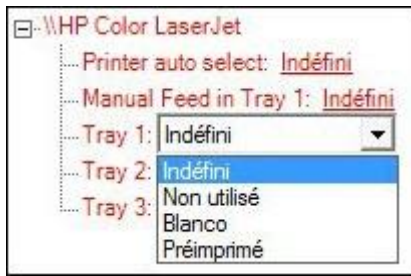 \\HP Color LaserJet
Printer auto select: Indéfini
Manual Feed in Tray 1: Indéfini
Tray 1: Indéfini
Tray 2: Indéfini
Non utilisé
Tray 3: Blanco
Préimprimé